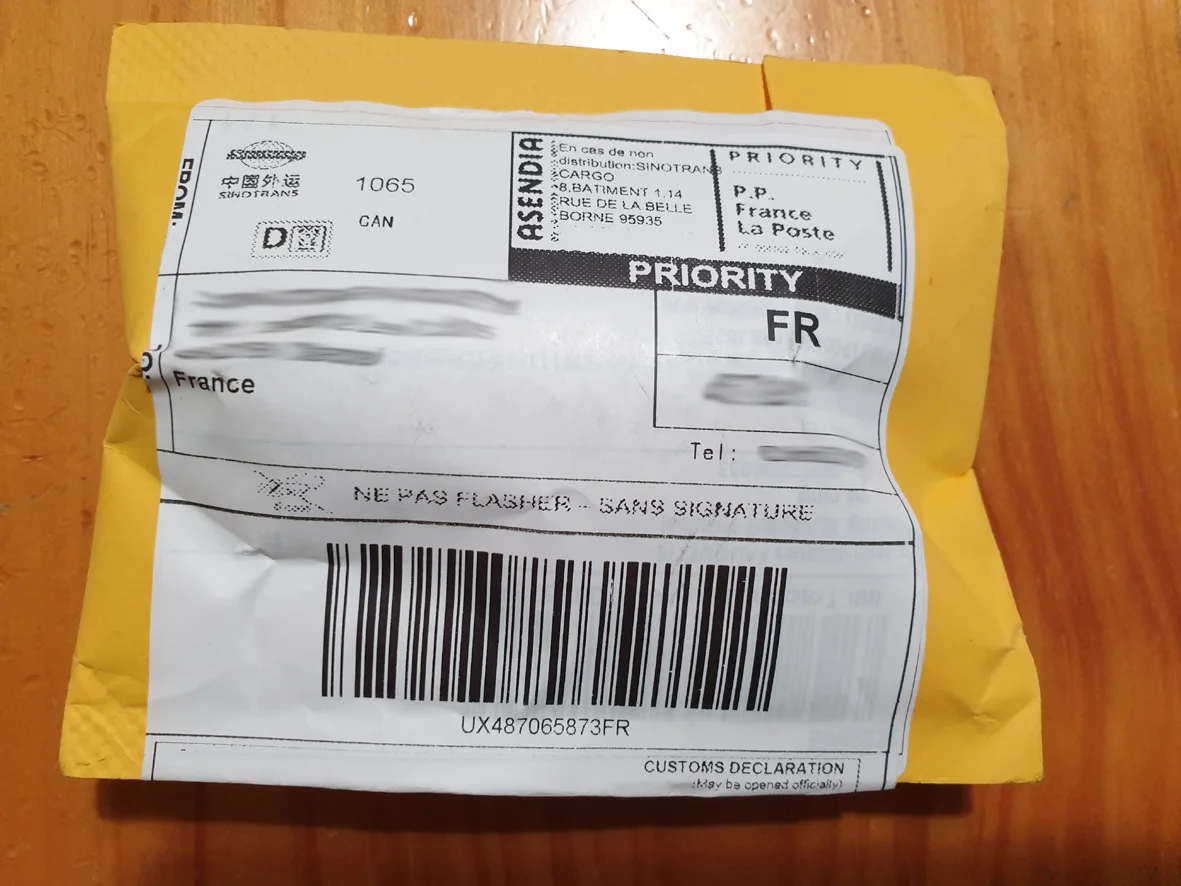 FROM:
中国外运
SINOTRANS
1065
CAN
D
ASENDIA
En cas de non
distribution:SINOTRANS
CARGO
8,BATIMENT 1,14
RUE DE LA BELLE
BORNE 95935
PRIORITY
P.P.
France
La Poste
PRIORITY
FR
France
Tel:
NE PAS FLASHER - SANS SIGNATURE
UX487065873FR
CUSTOMS DECLARATION
(May be opened officially)